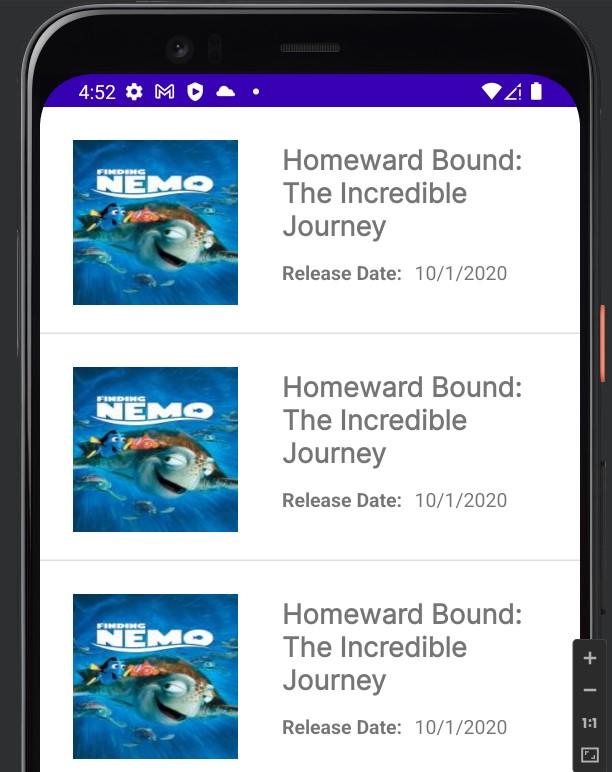 4:52
FINDING
NEMO
Homeward Bound:
The Incredible
Journey
Release Date: 10/1/2020
FINDING
NEMO
Homeward Bound:
The Incredible
Journey
Release Date: 10/1/2020
FINDING
NEMO
Homeward Bound:
The Incredible
Journey
Release Date: 10/1/2020
1:1